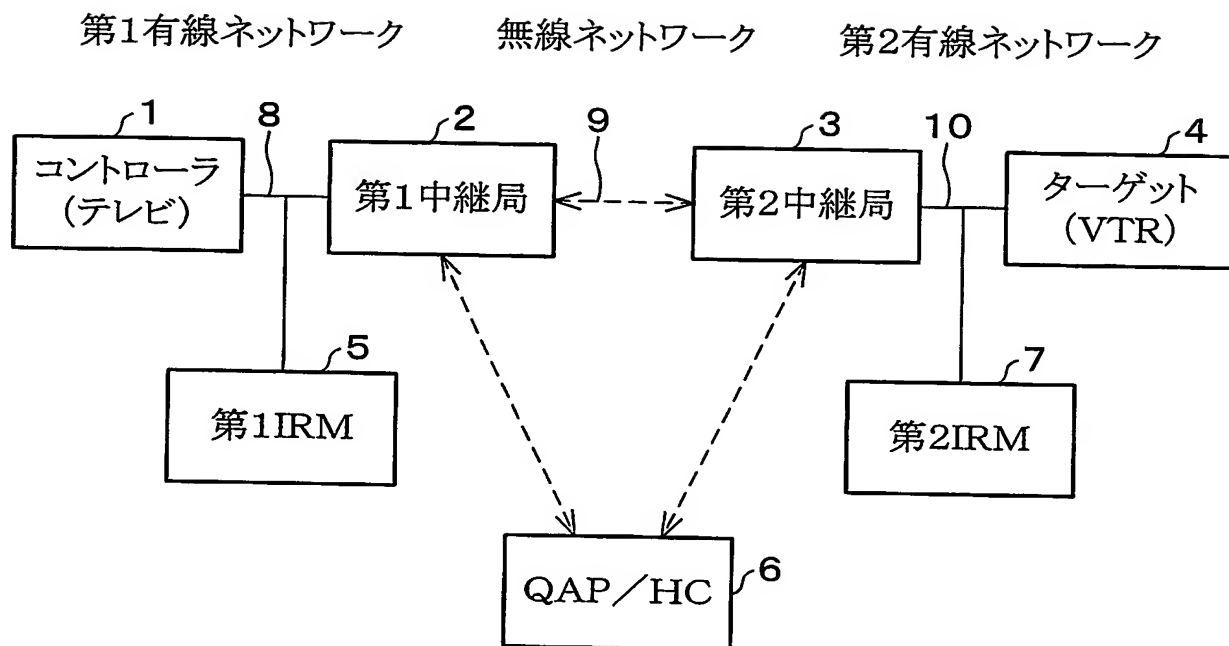 第1有線ネットワーク 無線ネットワーク 第2有線ネットワーク
1 8 2 9 3 10 4
コントローラ
(テレビ)
第1中継局
第2中継局
ターゲット
(VTR)
5
第1IRM
7
第2IRM
6
QAP/HC